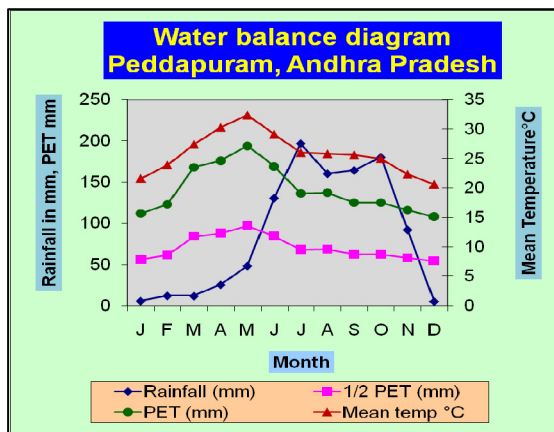 Water balance diagram
Peddapuram, Andhra Pradesh
Rainfall in mm, PET mm
250
200
150
100
50
0
35
30
25
20
15
10
5
0
Mean Temperature°C
J F M A M J J A S O N D
Month
Rainfall (mm) 1/2 PET (mm)
PET (mm) Mean temp °C